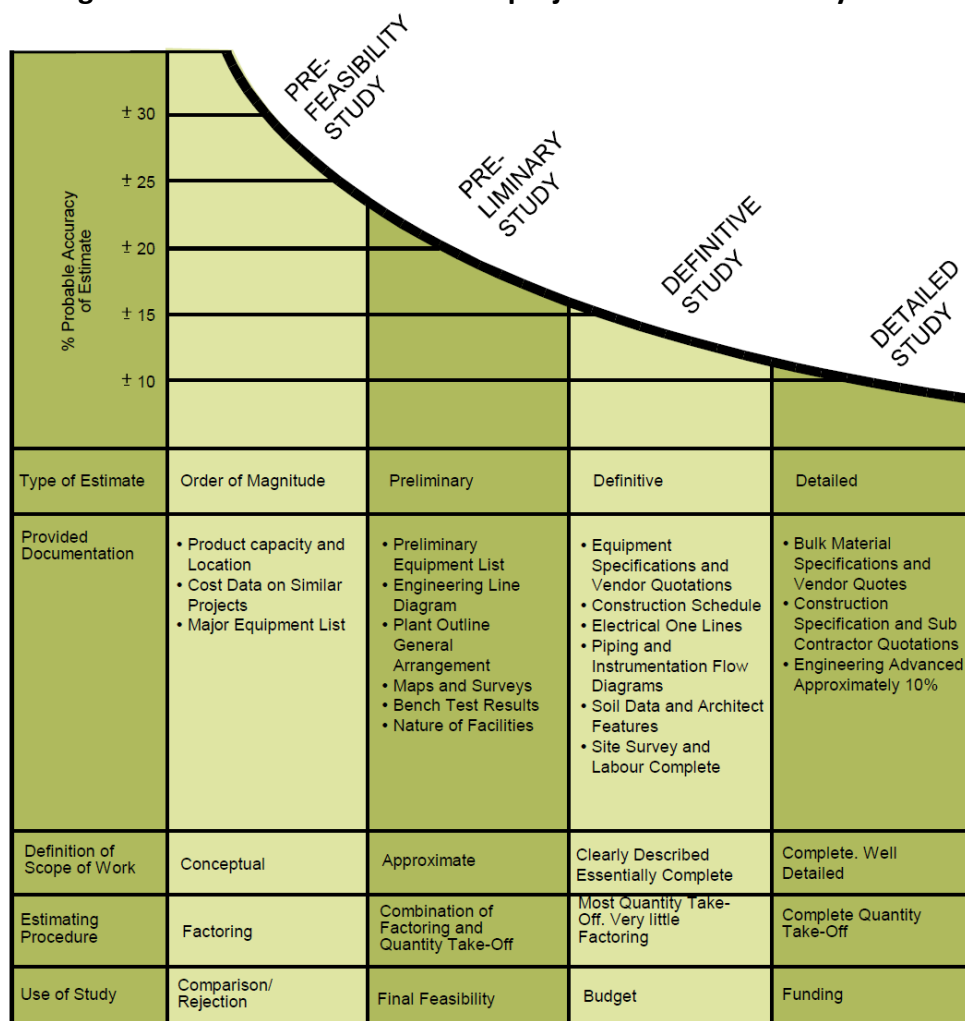 PRE-
FEASIBILITY
STUDY
PRE-
LIMINARY
STUDY
DEFINITIVE
STUDY
DETAILED
STUDY
% Probable Accuracy
of Estimate
± 30
± 25
± 20
± 15
± 10
Type of Estimate
Order of Magnitude
Preliminary
Definitive
Detailed
Provided
Documentation
• Product capacity and
Location
• Cost Data on Similar
Projects
• Major Equipment List
• Preliminary
Equipment List
• Engineering Line
Diagram
• Plant Outline
General
Arrangement
• Maps and Surveys
• Bench Test Results
• Nature of Facilities
• Equipment
Specifications and
Vendor Quotations
• Construction Schedule
• Electrical One Lines
• Piping and
Instrumentation Flow
Diagrams
• Soil Data and Architect
Features
• Site Survey and
Labour Complete
• Bulk Material
Specifications and
Vendor Quotes
• Construction
Specification and Sub
Contractor Quotations
• Engineering Advanced
Approximately 10%
Definition of
Scope of Work
Conceptual
Approximate
Clearly Described
Essentially Complete
Complete. Well
Detailed
Estimating
Procedure
Factoring
Combination of
Factoring and
Quantity Take-Off
Most Quantity Take-
Off. Very little
Factoring
Complete Quantity
Take-Off
Use of Study
Comparison/
Rejection
Final Feasibility
Budget
Funding